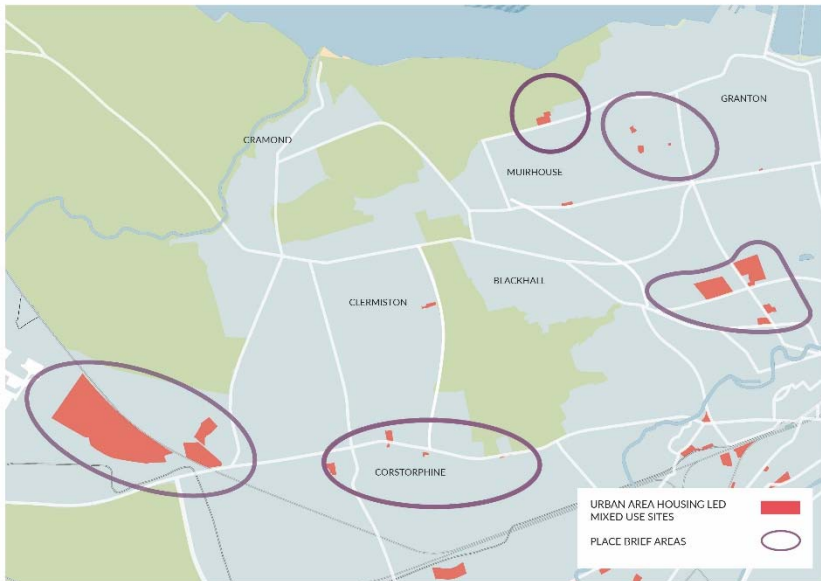 GRANTON
CRAMOND
MUIRHOUSE
BLACKHALL
CLERMISTON
CORSTORPHINE
URBAN AREA HOUSING LED
MIXED USE SITES
PLACE BRIEF AREAS